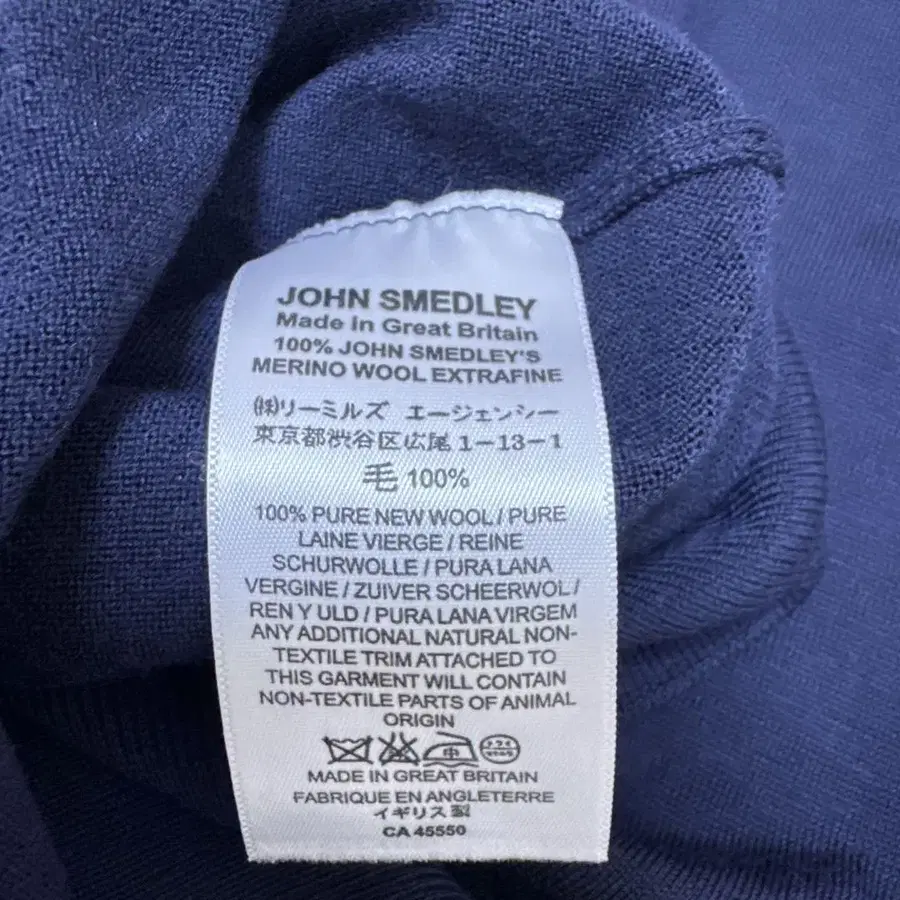 JOHN SMEDLEY
Made in Great Britain
100% JOHN SMEDLEY'S
MERINO WOOL EXTRAFINE
㈱リーミルズ エージェンシー
東京都渋谷区広尾1-13-1
毛 100%
100% PURE NEW WOOL / PURE
LAINE VIERGE / REINE
SCHURWOLLE / PURA LANA
VERGINE / ZUIVER SCHEERWOL /
REN Y ULD / PURA LANA VIRGEM
ANY ADDITIONAL NATURAL NON-
TEXTILE TRIM ATTACHED TO
THIS GARMENT WILL CONTAIN
NON-TEXTILE PARTS OF ANIMAL
ORIGIN
中 ドライ
MADE IN GREAT BRITAIN
FABRIQUE EN ANGLETERRE
イギリス製
CA 45550